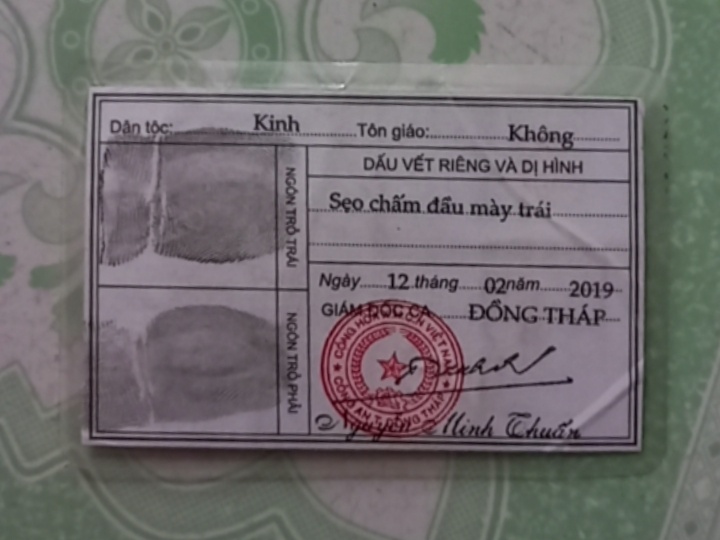 Dân tộc: Kinh Tôn giáo: Không
NGÓN TRỎ TRÁI
NGÓN TRỎ PHẢI
DẤU VẾT RIÊNG VÀ DỊ HÌNH
Sẹo chấm đầu mày trái
Ngày 12 tháng 02 năm 2019
GIÁM ĐỐC CA ĐỒNG THÁP
CÔNG AN T. ĐỒNG THÁP
Nguyễn Minh Thuấn